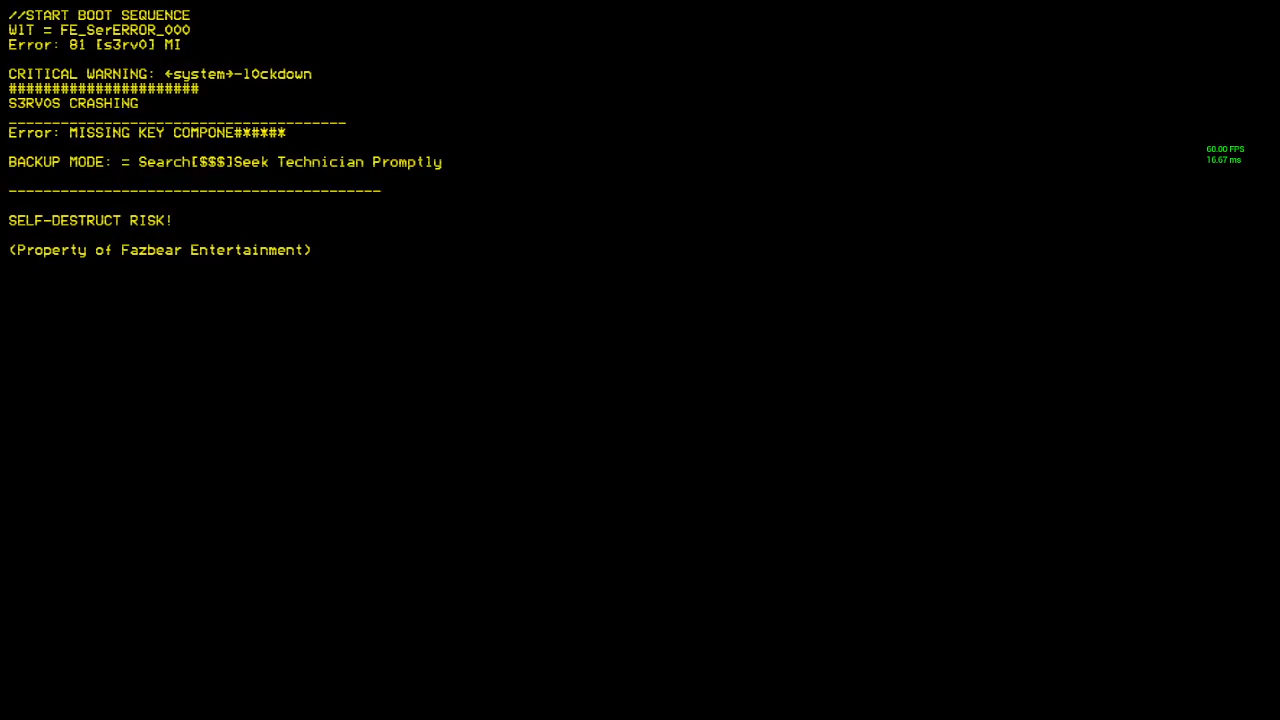 //START BOOT SEQUENCE
W1T = FE_SerERROR_000
Error: 81 [s3rv0] MI
CRITICAL WARNING: <system>-l0ckdown
######################
S3RV0S CRASHING
_______________________________________
Error: MISSING KEY COMPONE#*#*#*
BACKUP MODE: = Search[$$$]Seek Technician Promptly
-------------------------------------------
SELF-DESTRUCT RISK!
(Property of Fazbear Entertainment)
60.00 FPS
16.67 ms